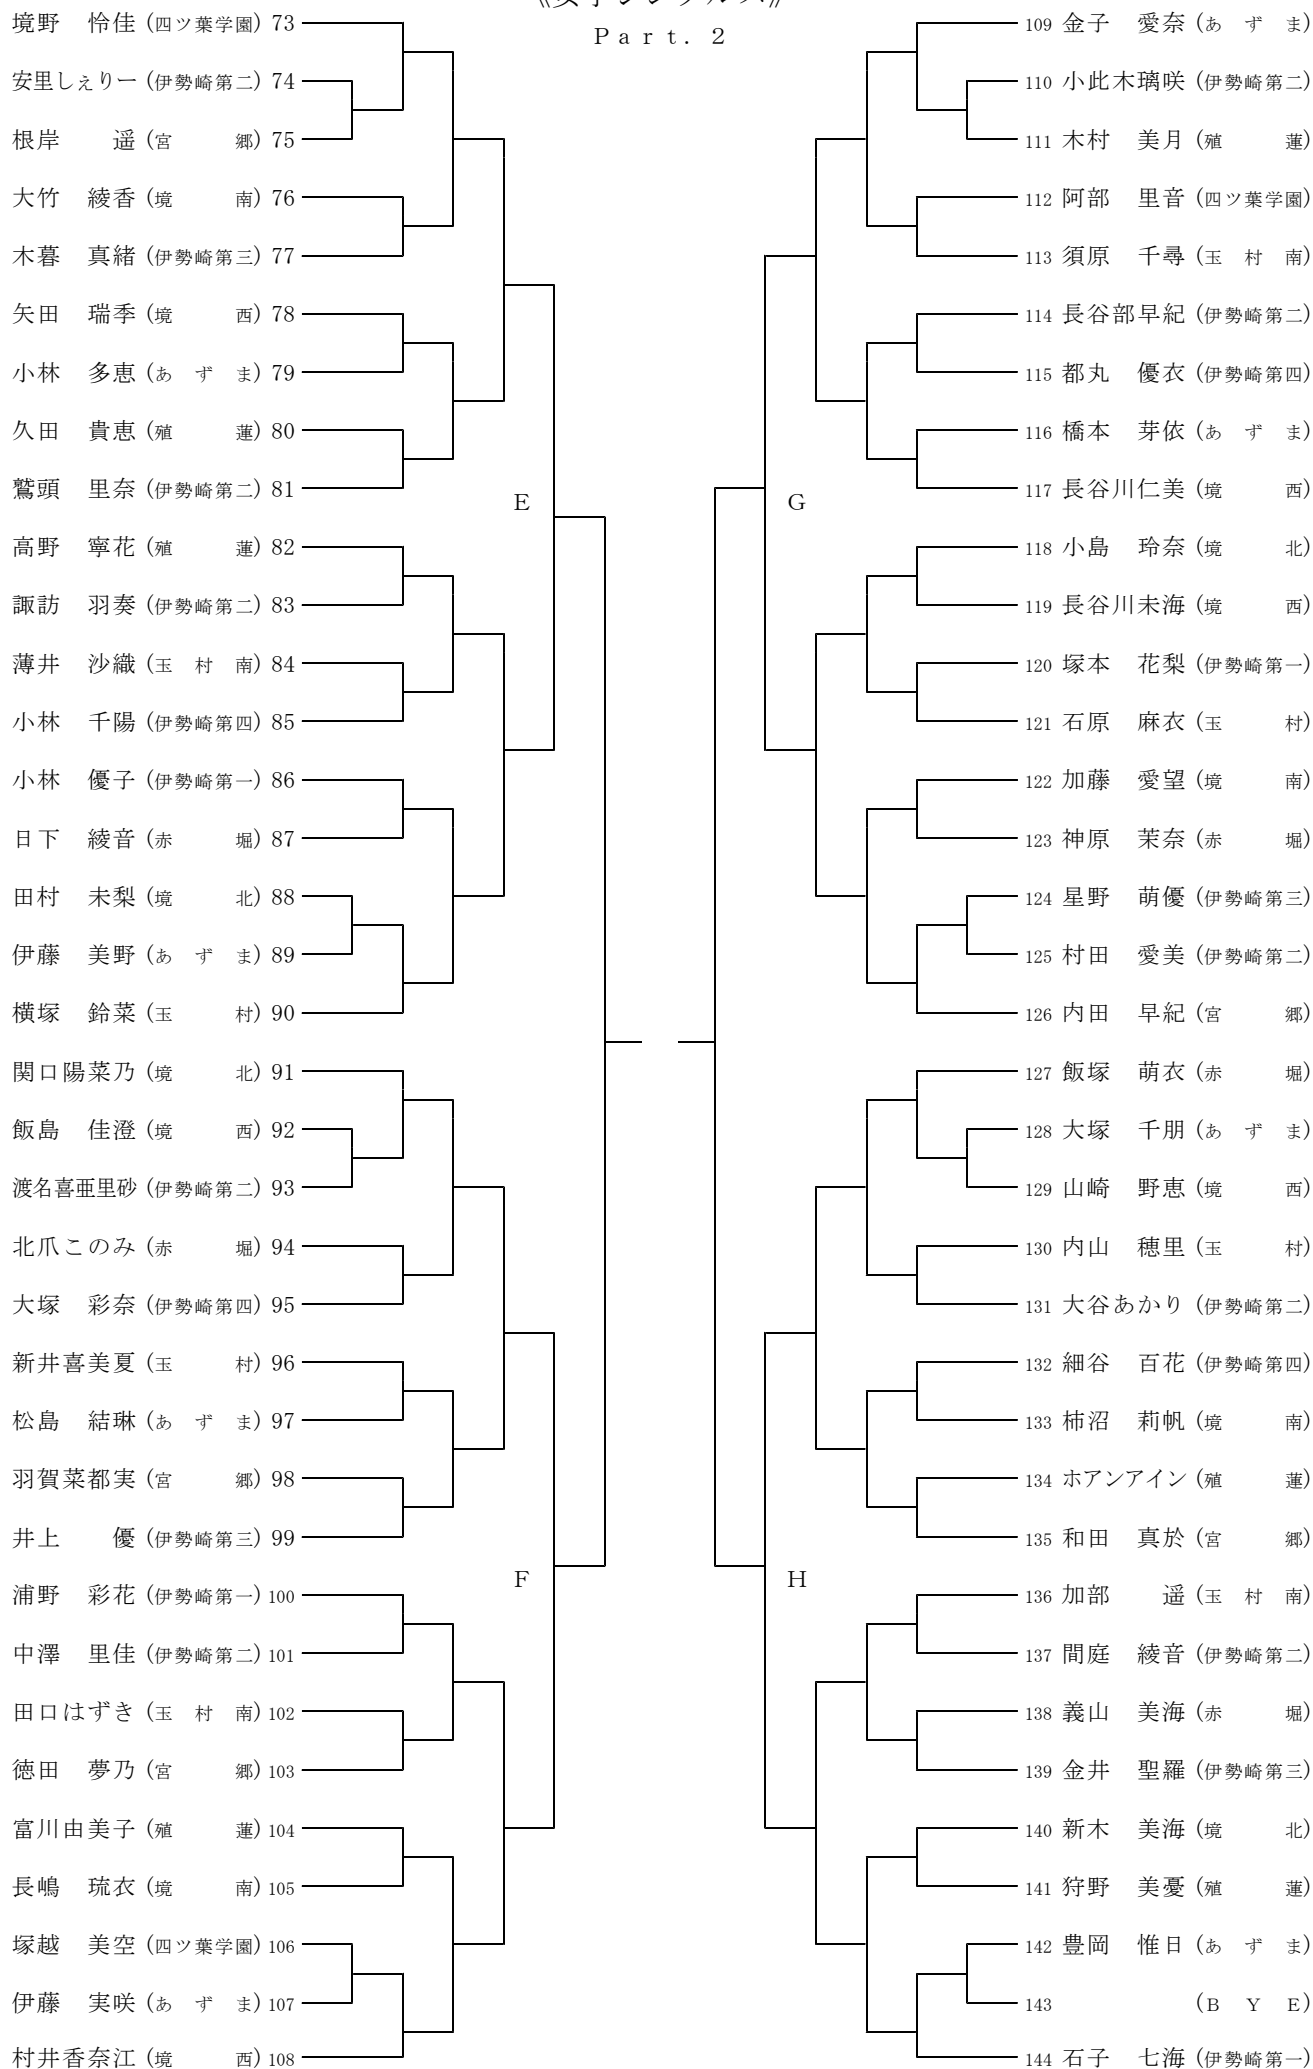 《女子シングルス》
Part. 2
境野 怜佳 (四ツ葉学園) 73
安里しぇりー (伊勢崎第二) 74
根岸 遥 (宮 郷) 75
大竹 綾香 (境 南) 76
木暮 真緒 (伊勢崎第三) 77
矢田 瑞季 (境 西) 78
小林 多恵 (あ ず ま) 79
久田 貴恵 (殖 蓮) 80
鷲頭 里奈 (伊勢崎第二) 81
E
高野 寧花 (殖 蓮) 82
諏訪 羽奏 (伊勢崎第二) 83
薄井 沙織 (玉 村 南) 84
小林 千陽 (伊勢崎第四) 85
小林 優子 (伊勢崎第一) 86
日下 綾音 (赤 堀) 87
田村 未梨 (境 北) 88
伊藤 美野 (あ ず ま) 89
横塚 鈴菜 (玉 村) 90
関口陽菜乃 (境 北) 91
飯島 佳澄 (境 西) 92
渡名喜亜里砂 (伊勢崎第二) 93
北爪このみ (赤 堀) 94
大塚 彩奈 (伊勢崎第四) 95
新井喜美夏 (玉 村) 96
松島 結琳 (あ ず ま) 97
羽賀菜都実 (宮 郷) 98
井上 優 (伊勢崎第三) 99
F
浦野 彩花 (伊勢崎第一) 100
中澤 里佳 (伊勢崎第二) 101
田口はずき (玉 村 南) 102
徳田 夢乃 (宮 郷) 103
富川由美子 (殖 蓮) 104
長嶋 琉衣 (境 南) 105
塚越 美空 (四ツ葉学園) 106
伊藤 実咲 (あ ず ま) 107
村井香奈江 (境 西) 108
109 金子 愛奈 (あ ず ま)
110 小此木璃咲 (伊勢崎第二)
111 木村 美月 (殖 蓮)
112 阿部 里音 (四ツ葉学園)
113 須原 千尋 (玉 村 南)
114 長谷部早紀 (伊勢崎第二)
115 都丸 優衣 (伊勢崎第四)
116 橋本 芽依 (あ ず ま)
117 長谷川仁美 (境 西)
G
118 小島 玲奈 (境 北)
119 長谷川未海 (境 西)
120 塚本 花梨 (伊勢崎第一)
121 石原 麻衣 (玉 村)
122 加藤 愛望 (境 南)
123 神原 茉奈 (赤 堀)
124 星野 萌優 (伊勢崎第三)
125 村田 愛美 (伊勢崎第二)
126 内田 早紀 (宮 郷)
127 飯塚 萌衣 (赤 堀)
128 大塚 千朋 (あ ず ま)
129 山崎 野恵 (境 西)
130 内山 穂里 (玉 村)
131 大谷あかり (伊勢崎第二)
132 細谷 百花 (伊勢崎第四)
133 柿沼 莉帆 (境 南)
134 ホアンアイン (殖 蓮)
135 和田 真於 (宮 郷)
H
136 加部 遥 (玉 村 南)
137 間庭 綾音 (伊勢崎第二)
138 義山 美海 (赤 堀)
139 金井 聖羅 (伊勢崎第三)
140 新木 美海 (境 北)
141 狩野 美憂 (殖 蓮)
142 豊岡 惟日 (あ ず ま)
143 (B Y E)
144 石子 七海 (伊勢崎第一)